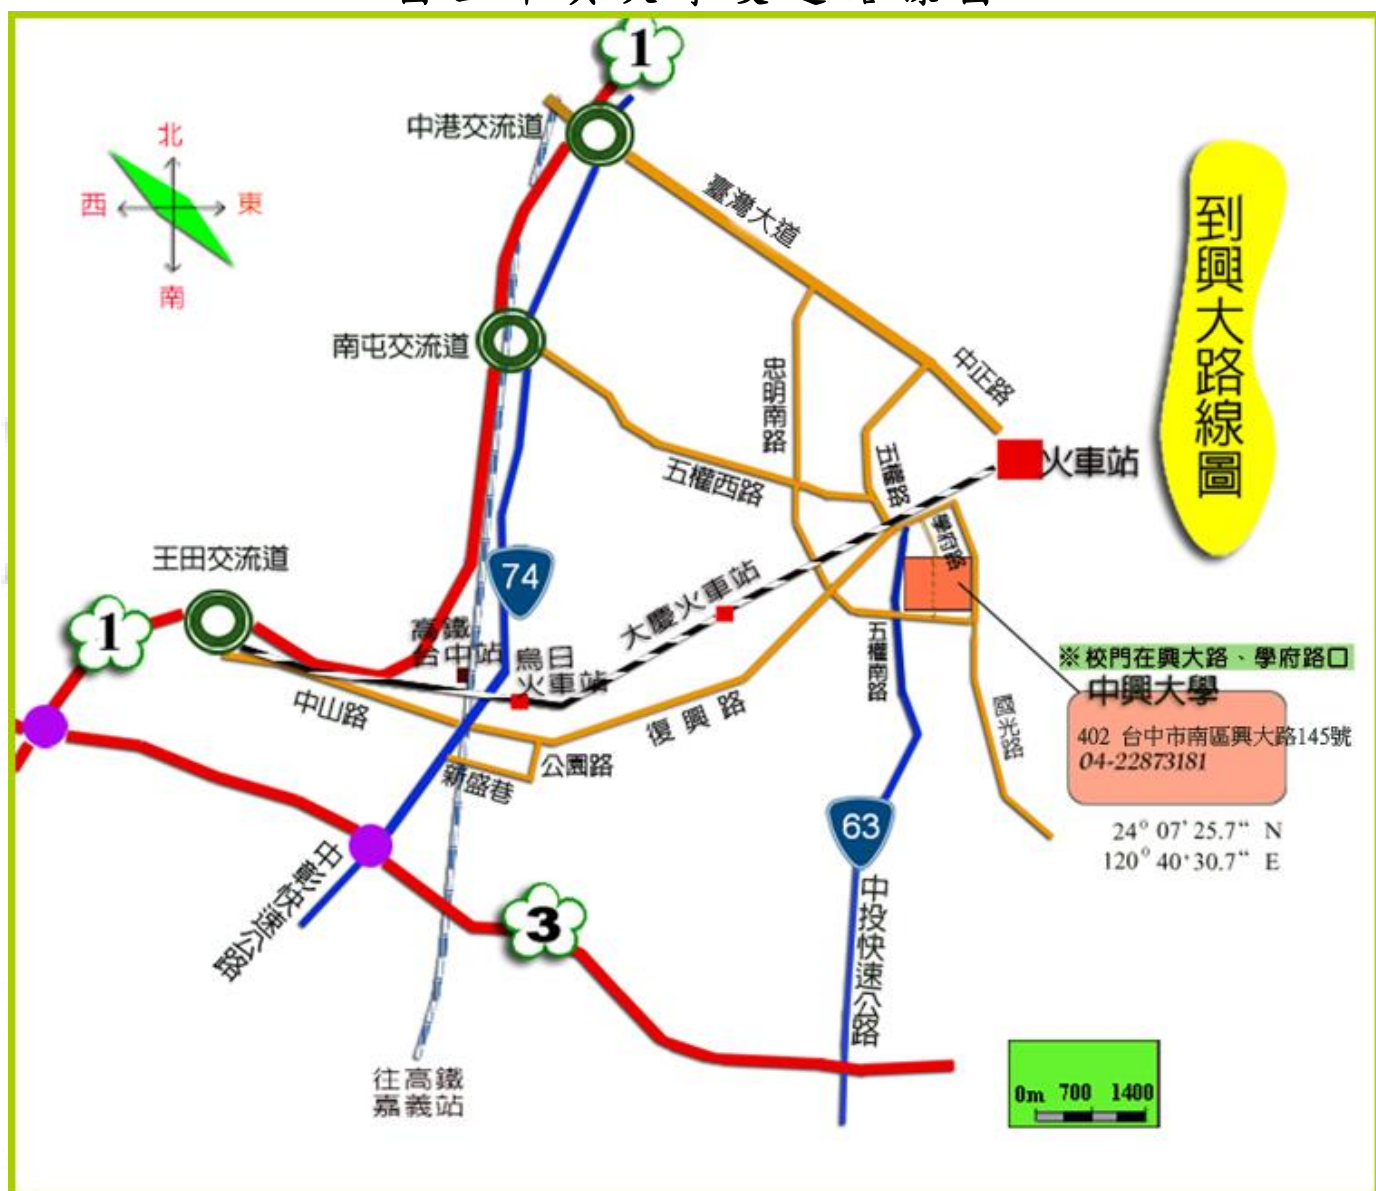 1
中港交流道
北
西
東
南
臺灣大道
到興大路線圖
南屯交流道
忠明南路
中正路
五權路
火車站
五權西路
學府路
王田交流道
74
大慶火車站
1
高鐵
台中站
烏日
火車站
五權南路
※校門在興大路、學府路口
中興大學
402 台中市南區興大路145號
04-22873181
中山路
復興路
國光路
公園路
新盛巷
24° 07' 25.7“ N
120° 40' 30.7“ E
63
中彰快速公路
3
中投快速公路
往高鐵
嘉義站
0m 700 1400